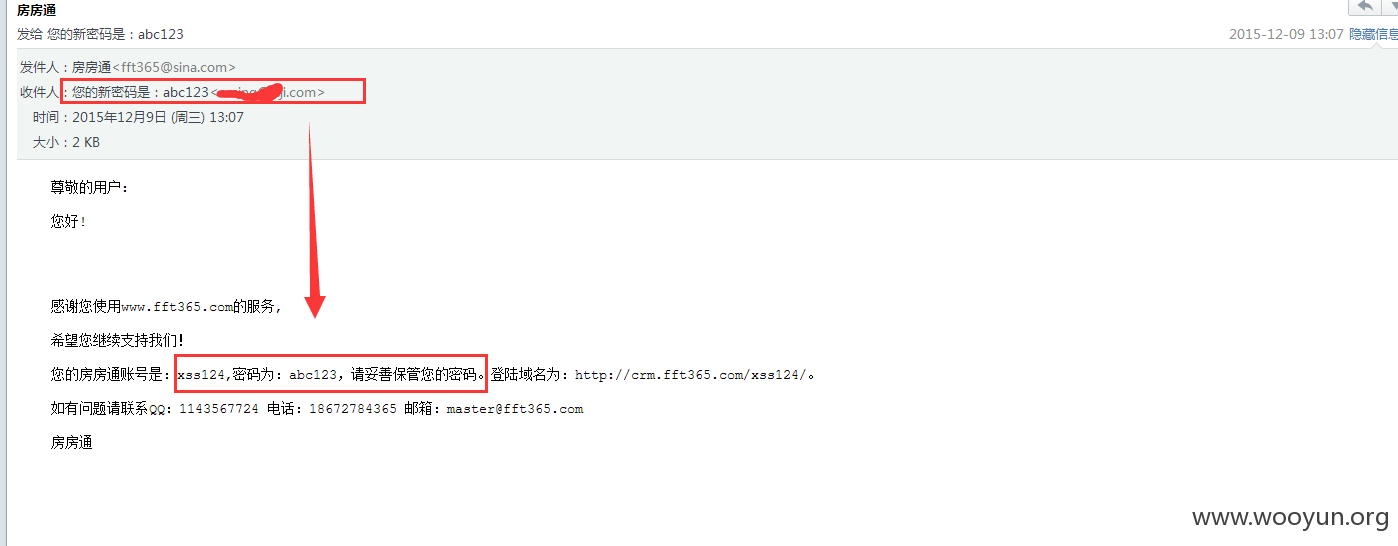 房房通
发给 您的新密码是：abc123
2015-12-09 13:07 隐藏信息
发件人：房房通<fft365@sina.com>
收件人：您的新密码是：abc123<
时间：2015年12月9日 (周三) 13:07
大小：2 KB
尊敬的用户：
您好！
感谢您使用www.fft365.com的服务,
希望您继续支持我们!
您的房房通账号是：xss124,密码为：abc123，请妥善保管您的密码。登陆域名为：http://crm.fft365.com/xss124/。
如有问题请联系QQ：1143567724 电话：18672784365 邮箱：master@fft365.com
房房通
www.wooyun.org